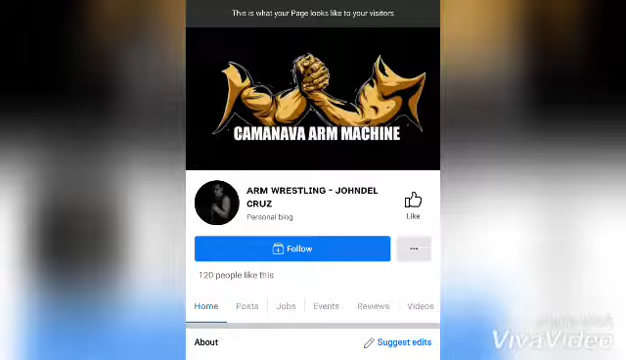 This is what your Page looks like to your visitors
CAMANAVA ARM MACHINE
ARM WRESTLING - JOHNDEL
CRUZ
Personal blog
Like
Follow
120 people like this
Home Posts Jobs Events Reviews Videos
About
Suggest edits
VivaVideo